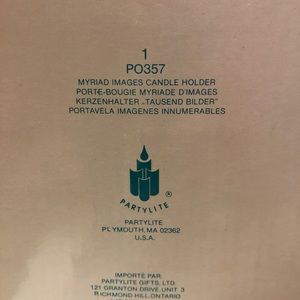 1
PO357
MYRIAD IMAGES CANDLE HOLDER
PORTE-BOUGIE MYRIADE D'IMAGES
KERZENHALTER „TAUSEND BILDER"
PORTAVELA IMAGENES INNUMERABLES
PARTYLITE ®
PARTYLITE
PLYMOUTH, MA 02362
U.S.A.
IMPORTÉ PAR:
PARTYLITE GIFTS, LTD.
121 GRANTON DRIVE UNIT 3
RICHMOND HILL, ONTARIO